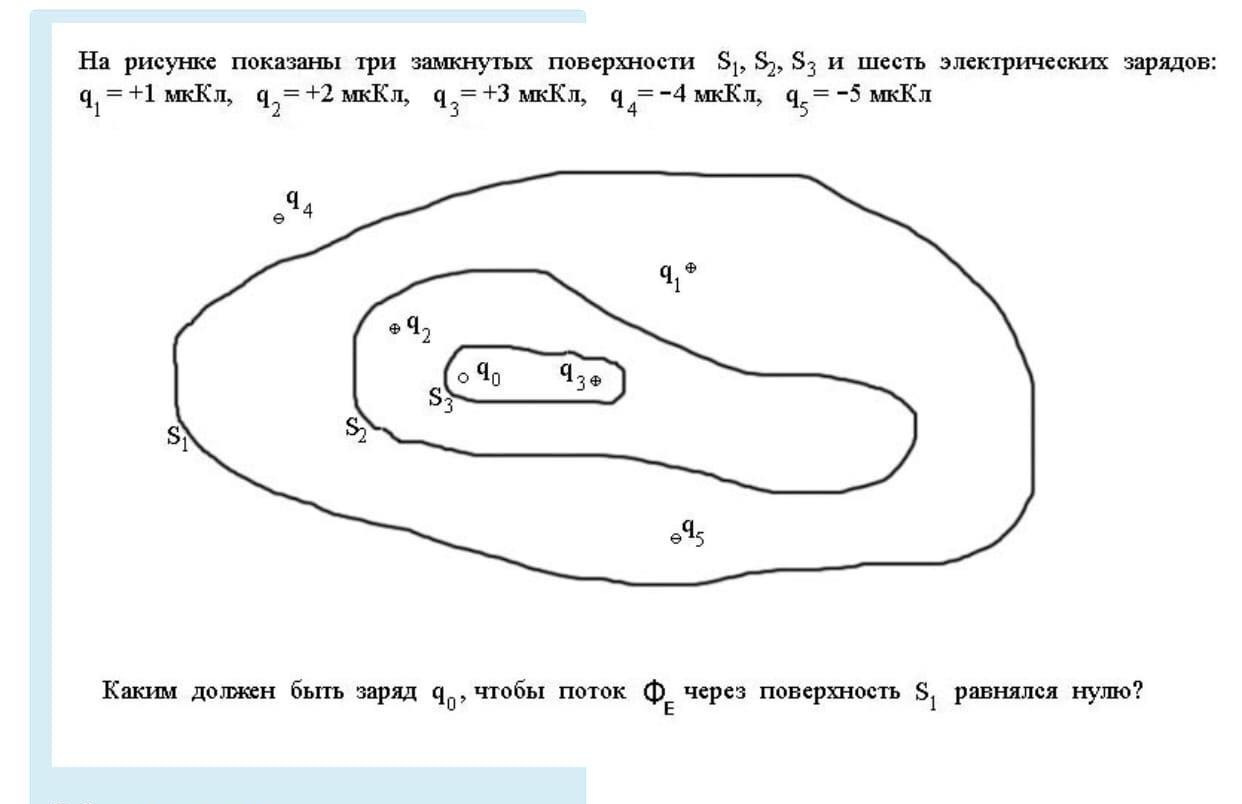 На рисунке показаны три замкнутых поверхности S₁, S₂, S₃ и шесть электрических зарядов:
q₁ = +1 мкКл, q₂ = +2 мкКл, q₃ = +3 мкКл, q₄ = −4 мкКл, q₅ = −5 мкКл
⊖ q₄
q₁ ⊕
⊕ q₂
○ q₀ q₃ ⊕
S₃
S₂
S₁
⊖ q₅
Каким должен быть заряд q₀, чтобы поток Ф_E через поверхность S₁ равнялся нулю?